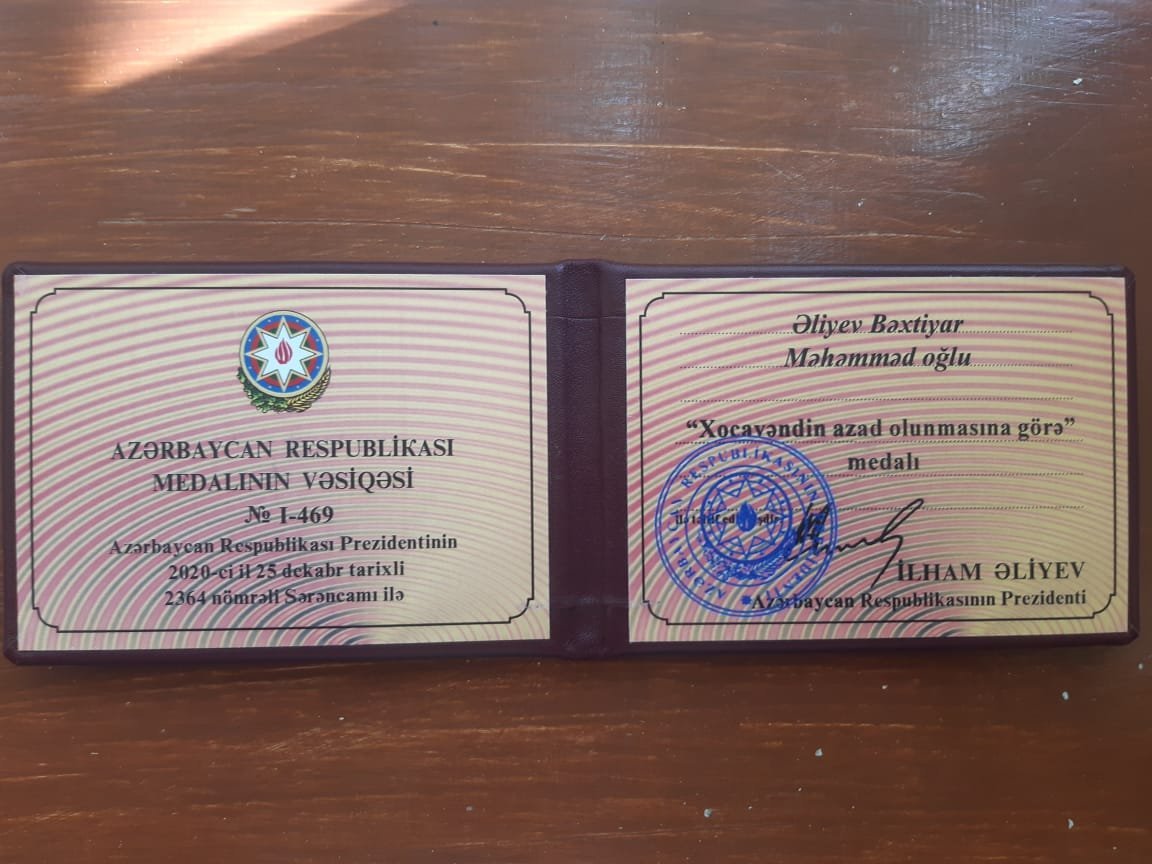 AZƏRBAYCAN RESPUBLİKASI
MEDALININ VƏSİQƏSİ
№ I-469
Azərbaycan Respublikası Prezidentinin
2020-ci il 25 dekabr tarixli
2364 nömrəli Sərəncamı ilə
Əliyev Bəxtiyar
Məhəmməd oğlu
“Xocavəndin azad olunmasına görə”
medalı
İLHAM ƏLİYEV
Azərbaycan Respublikasının Prezidenti